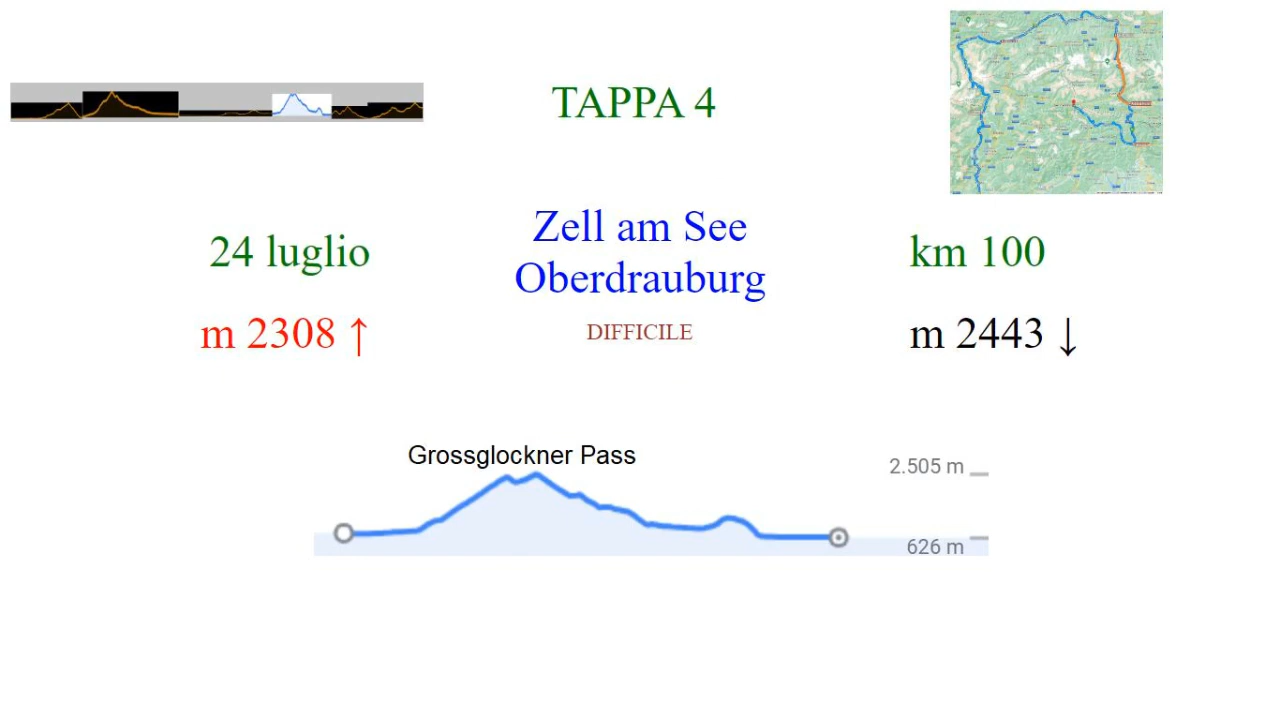 TAPPA 4
Zell am See
Oberdrauburg
24 luglio
km 100
m 2308 ↑
DIFFICILE
m 2443 ↓
Grossglockner Pass
2.505 m
626 m